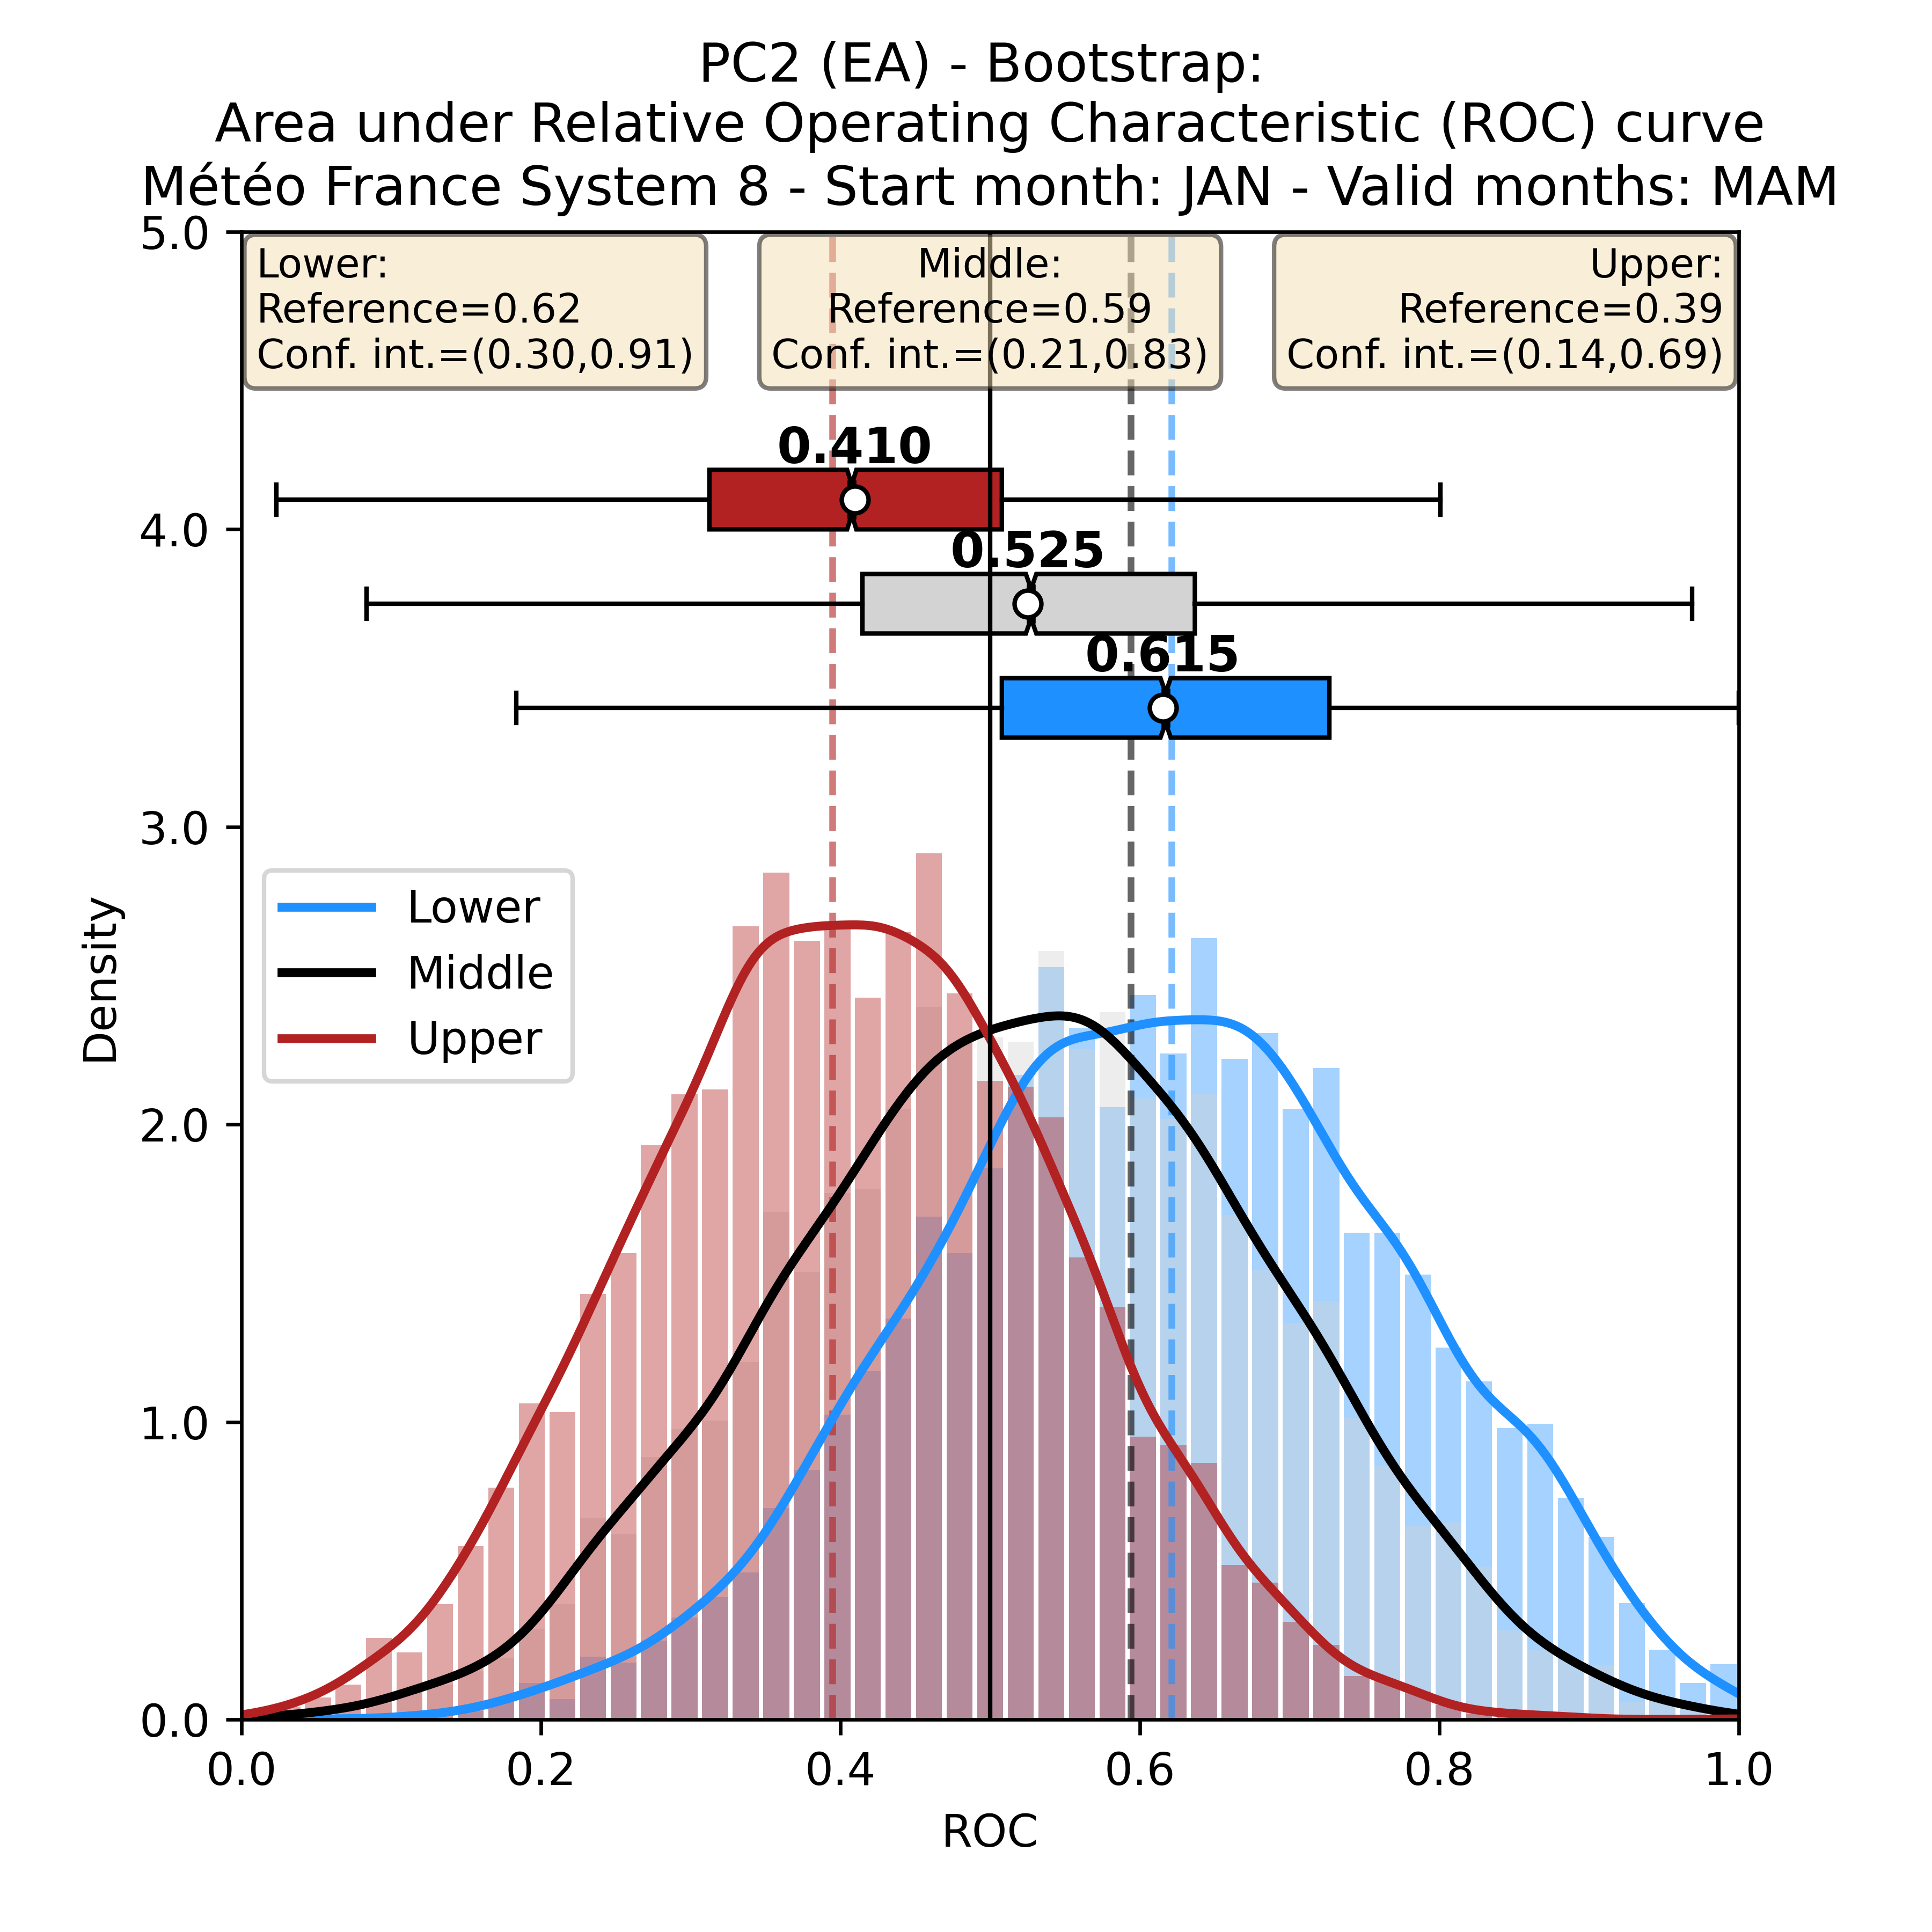 PC2 (EA) - Bootstrap:
Area under Relative Operating Characteristic (ROC) curve
Météo France System 8 - Start month: JAN - Valid months: MAM
Lower:
Reference=0.62
Conf. int.=(0.30,0.91)
Middle:
Reference=0.59
Conf. int.=(0.21,0.83)
Upper:
Reference=0.39
Conf. int.=(0.14,0.69)
0.410
0.525
0.615
Lower
Middle
Upper
Density
5.0
4.0
3.0
2.0
1.0
0.0
0.0 0.2 0.4 0.6 0.8 1.0
ROC